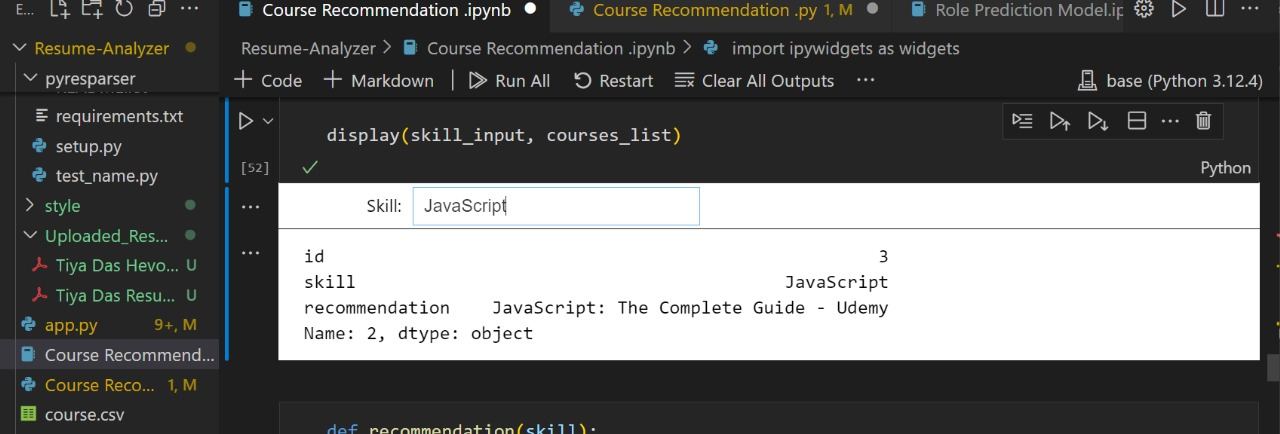 E...
Course Recommendation .ipynb
Course Recommendation .py 1, M
Role Prediction Model.ip
Resume-Analyzer
Resume-Analyzer > Course Recommendation .ipynb > import ipywidgets as widgets
pyresparser
+ Code + Markdown Run All Restart Clear All Outputs ... base (Python 3.12.4)
requirements.txt
setup.py
test_name.py
style
Uploaded_Res...
Tiya Das Hevo... U
Tiya Das Resu... U
app.py 9+, M
Course Recommend...
Course Reco... 1, M
course.csv
display(skill_input, courses_list)
[52]
Python
Skill: JavaScript
id 3
skill JavaScript
recommendation JavaScript: The Complete Guide - Udemy
Name: 2, dtype: object
def recommendation(skill):